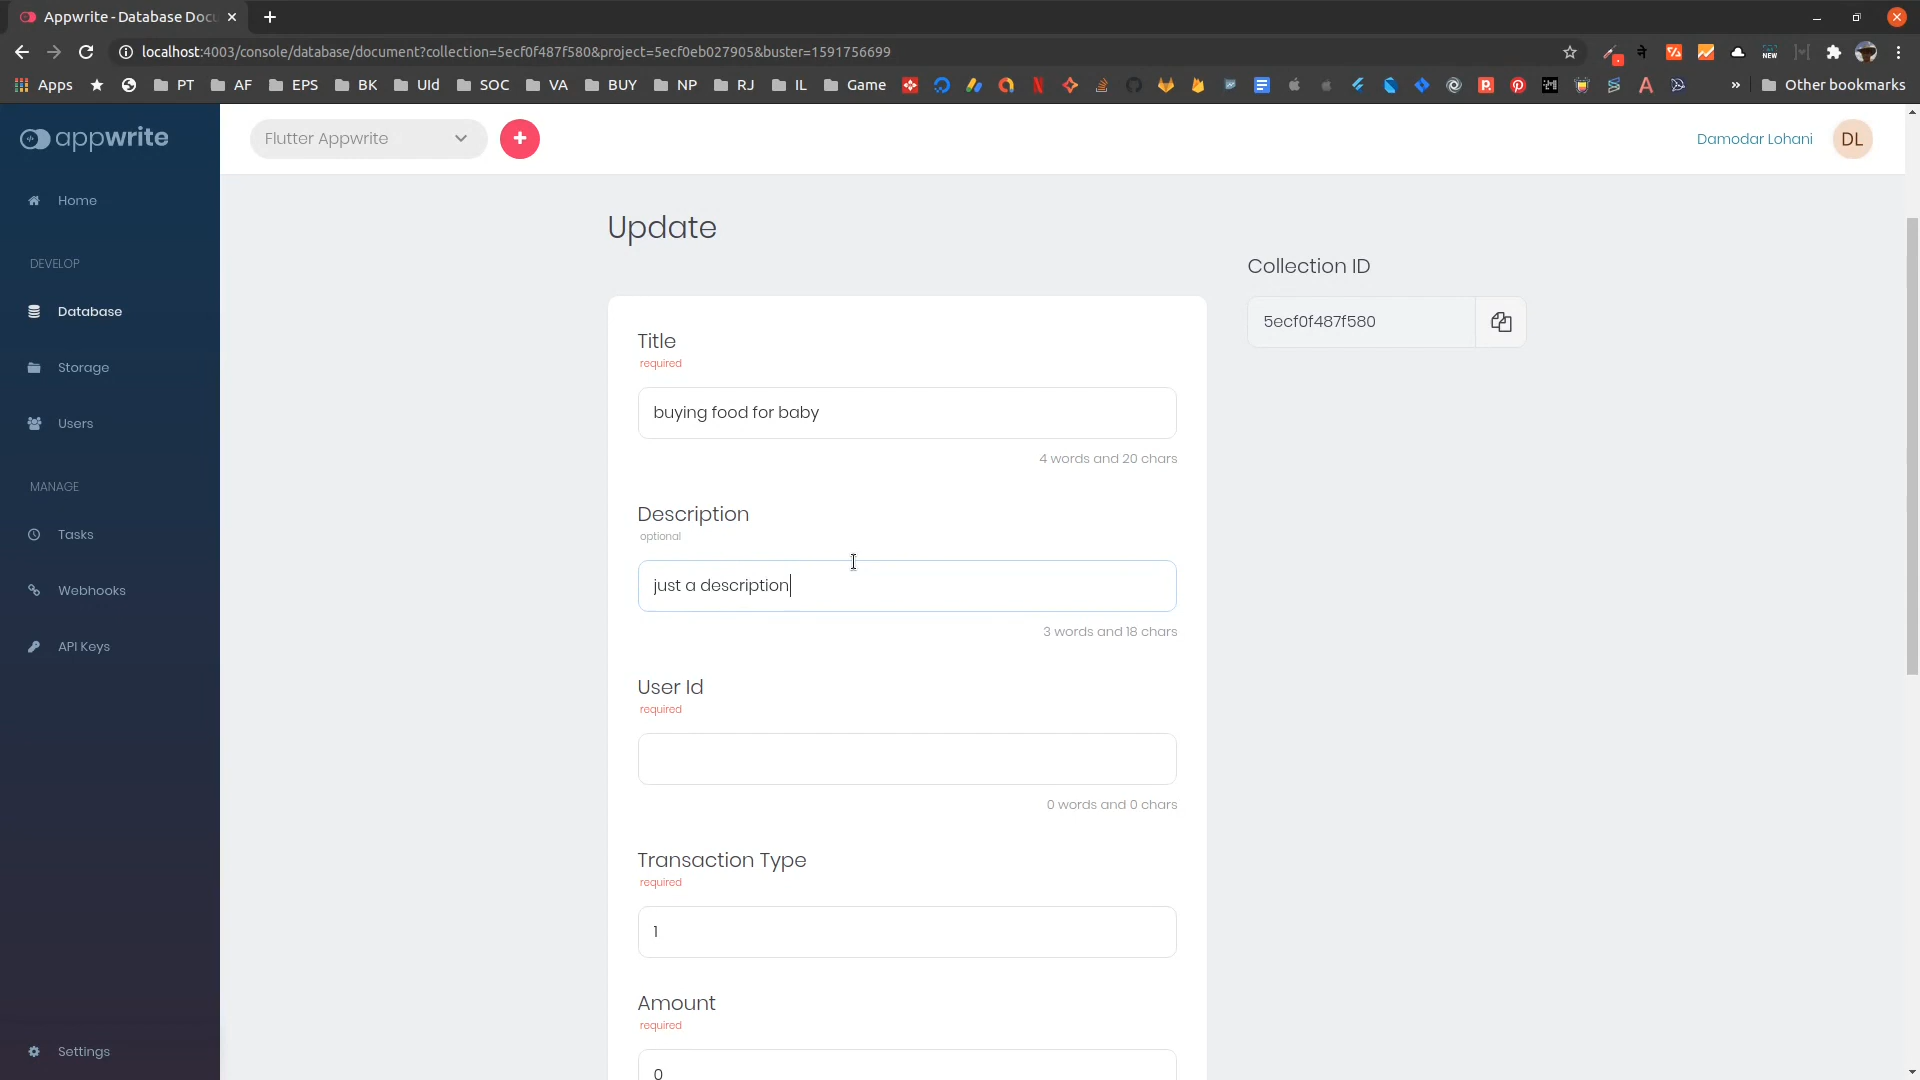 Appwrite - Database Docu
localhost:4003/console/database/document?collection=5ecf0f487f580&project=5ecf0eb027905&buster=1591756699
Apps PT AF EPS BK UId SOC VA BUY NP RJ IL Game » Other bookmarks
appwrite
Flutter Appwrite
+
Damodar Lohani
DL
Home
DEVELOP
Database
Storage
Users
MANAGE
Tasks
Webhooks
API Keys
Settings
Update
Title
required
buying food for baby
4 words and 20 chars
Description
optional
just a description
3 words and 18 chars
User Id
required
0 words and 0 chars
Transaction Type
required
1
Amount
required
0
Collection ID
5ecf0f487f580